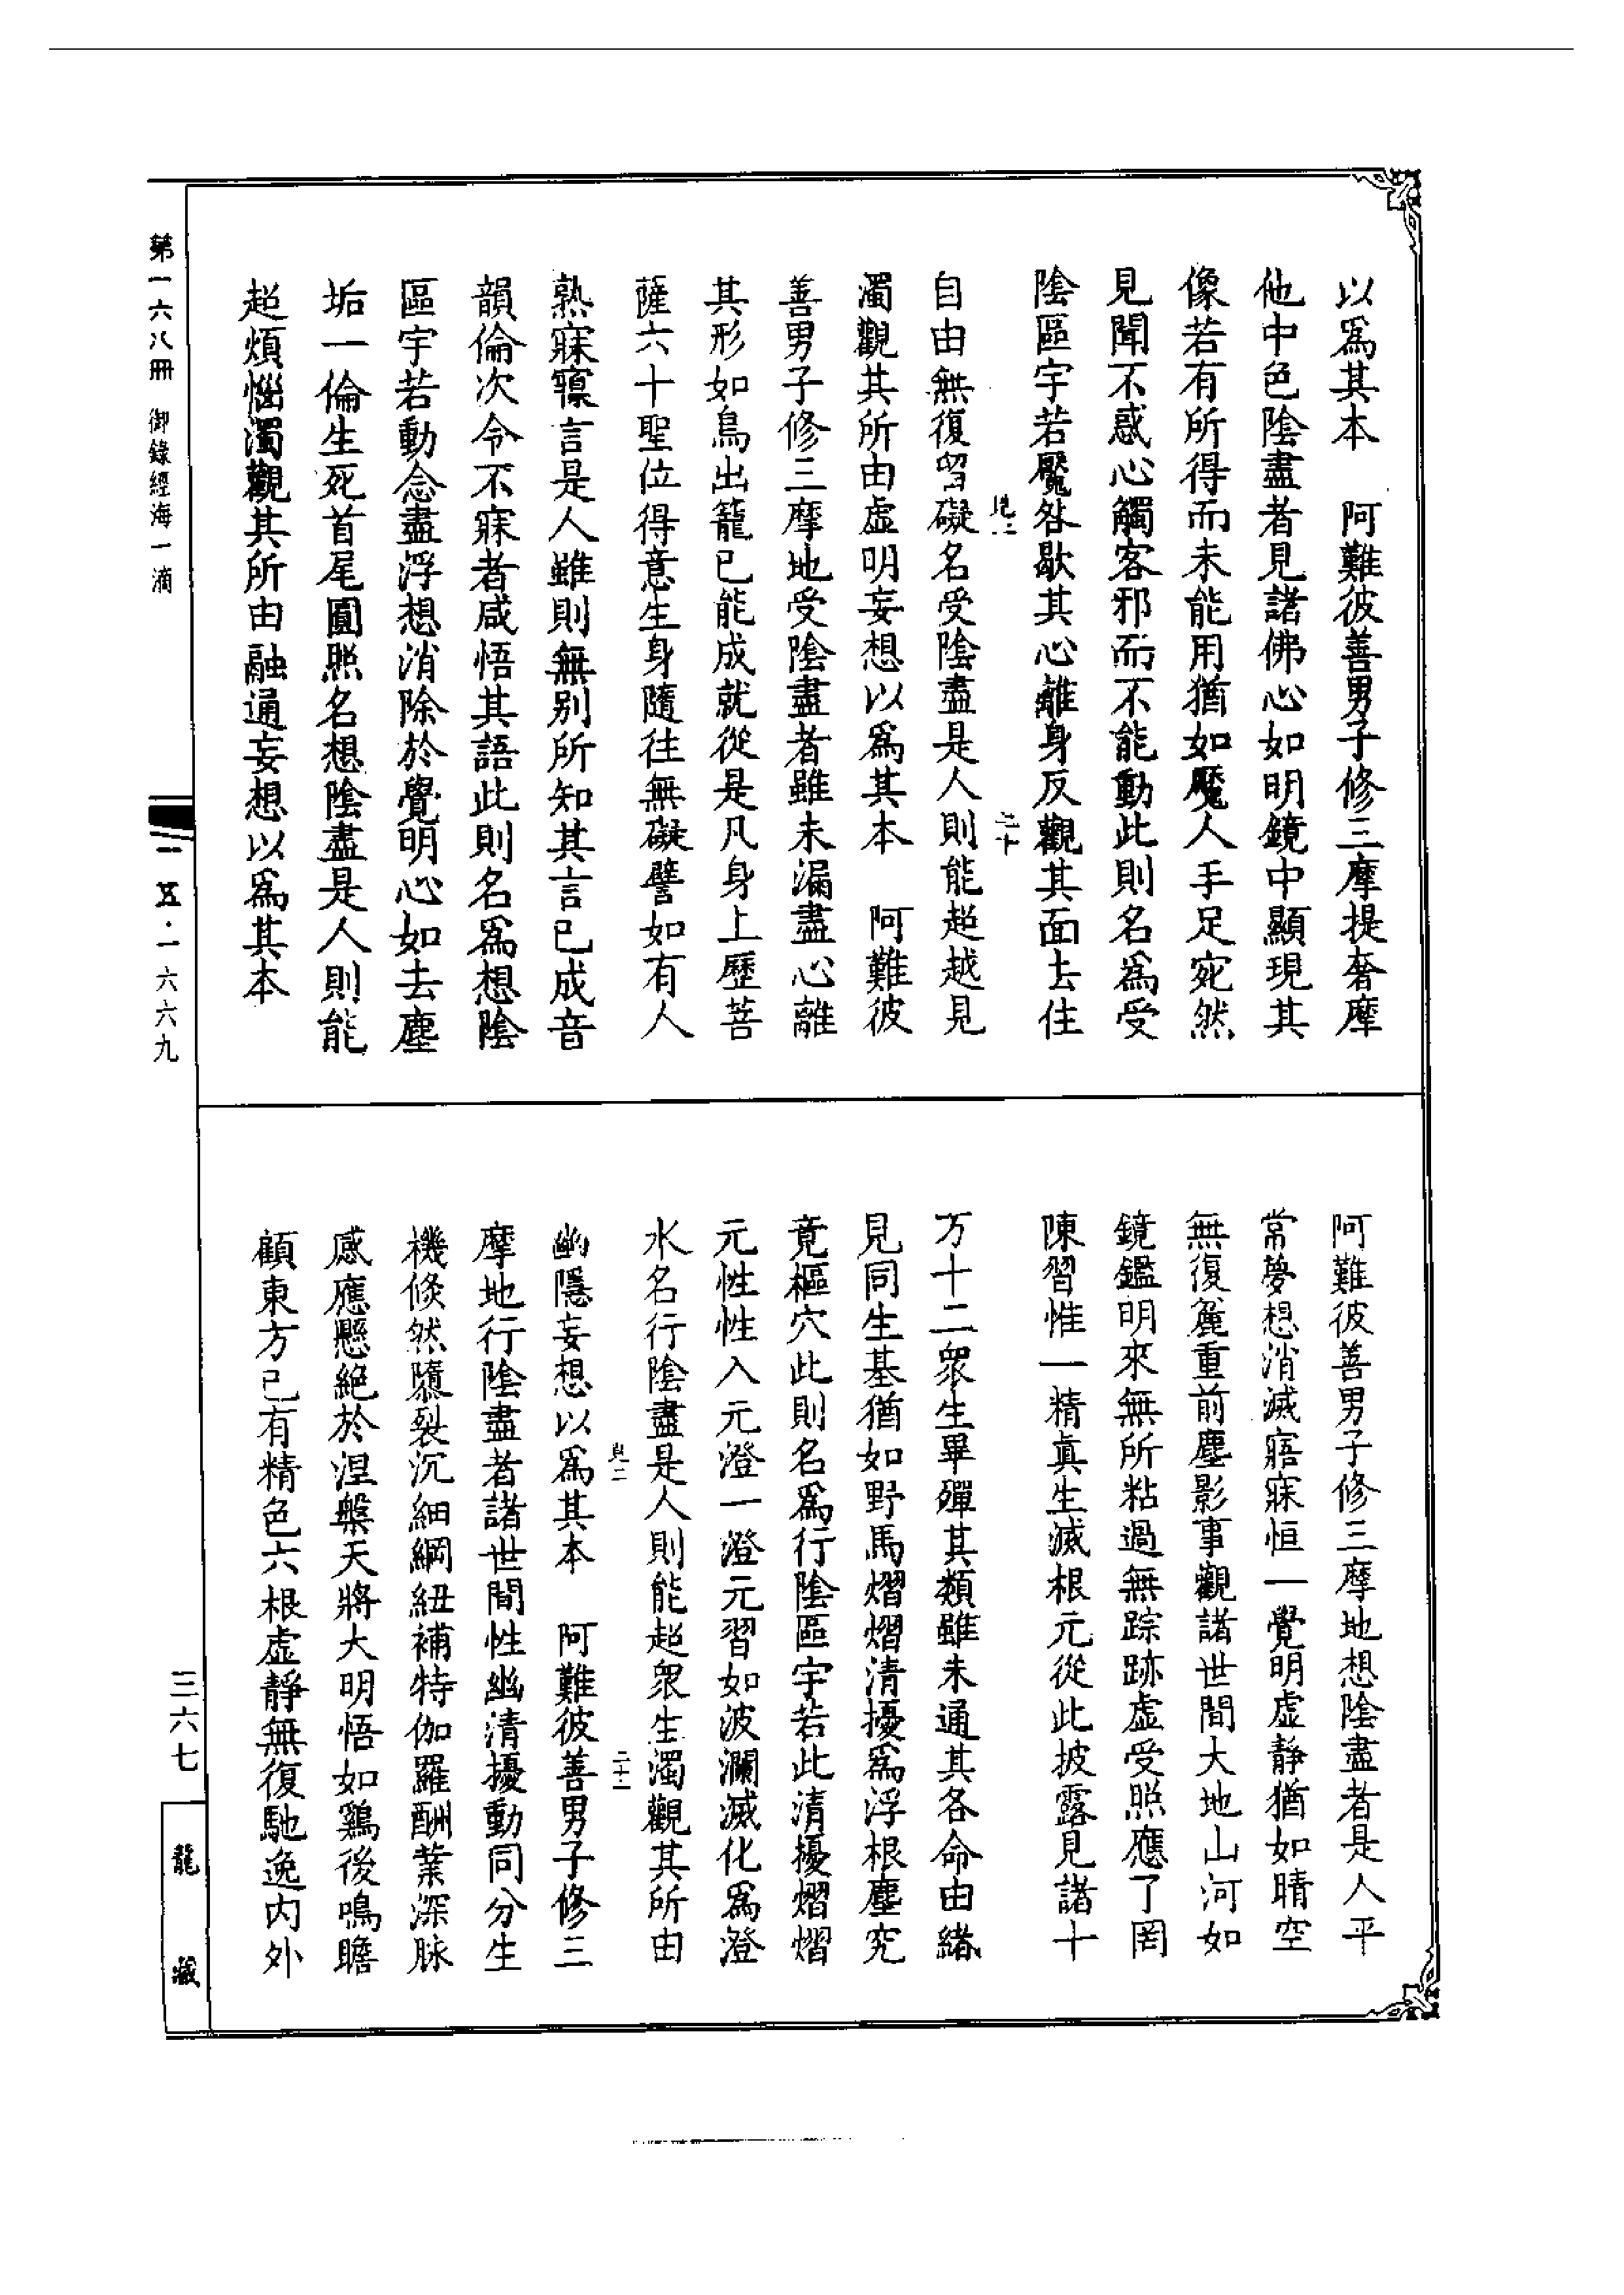 以爲其本　阿難彼善男子修三摩提奢摩
他中色陰盡者見諸佛心如明鏡中顯現其
像若有所得而未能用猶如魘人手足宛然
見聞不惑心觸客邪而不能動此則名爲受
陰區宇若魘咎歇其心離身反觀其面去住
自由無復留礙名受陰盡是人則能超越見
濁觀其所由虛明妄想以爲其本　阿難彼
善男子修三摩地受陰盡者雖未漏盡心離
其形如鳥出籠已能成就從是凡身上歷菩
薩六十聖位得意生身隨往無礙譬如有人
熟寐寱言是人雖則無别所知其言已成音
韻倫次令不寐者咸悟其語此則名爲想陰
區宇若動念盡浮想消除於覺明心如去塵
垢一倫生死首尾圓照名想陰盡是人則能
超煩惱濁觀其所由融通妄想以爲其本
阿難彼善男子修三摩地想陰盡者是人平
常夢想消滅寤寐恒一覺明虛靜猶如晴空
無復麤重前塵影事觀諸世間大地山河如
鏡鑑明來無所粘過無踪跡虛受照應了罔
陳習惟一精眞生滅根元從此披露見諸十
方十二衆生畢殫其類雖未通其各命由緒
見同生基猶如野馬熠熠清擾爲浮根塵究
竟樞穴此則名爲行陰區宇若此清擾熠熠
元性性入元澄一澄元習如波瀾滅化爲澄
水名行陰盡是人則能超衆生濁觀其所由
幽隱妄想以爲其本　阿難彼善男子修三
摩地行陰盡者諸世間性幽清擾動同分生
機倏然隳裂沉細綱紐補特伽羅酬業深脉
感應懸絕於涅槃天將大明悟如鷄後鳴瞻
顧東方已有精色六根虛靜無復馳逸内外
第一六八冊　御錄經海一滴
一五·一六六九
三六七
龍藏